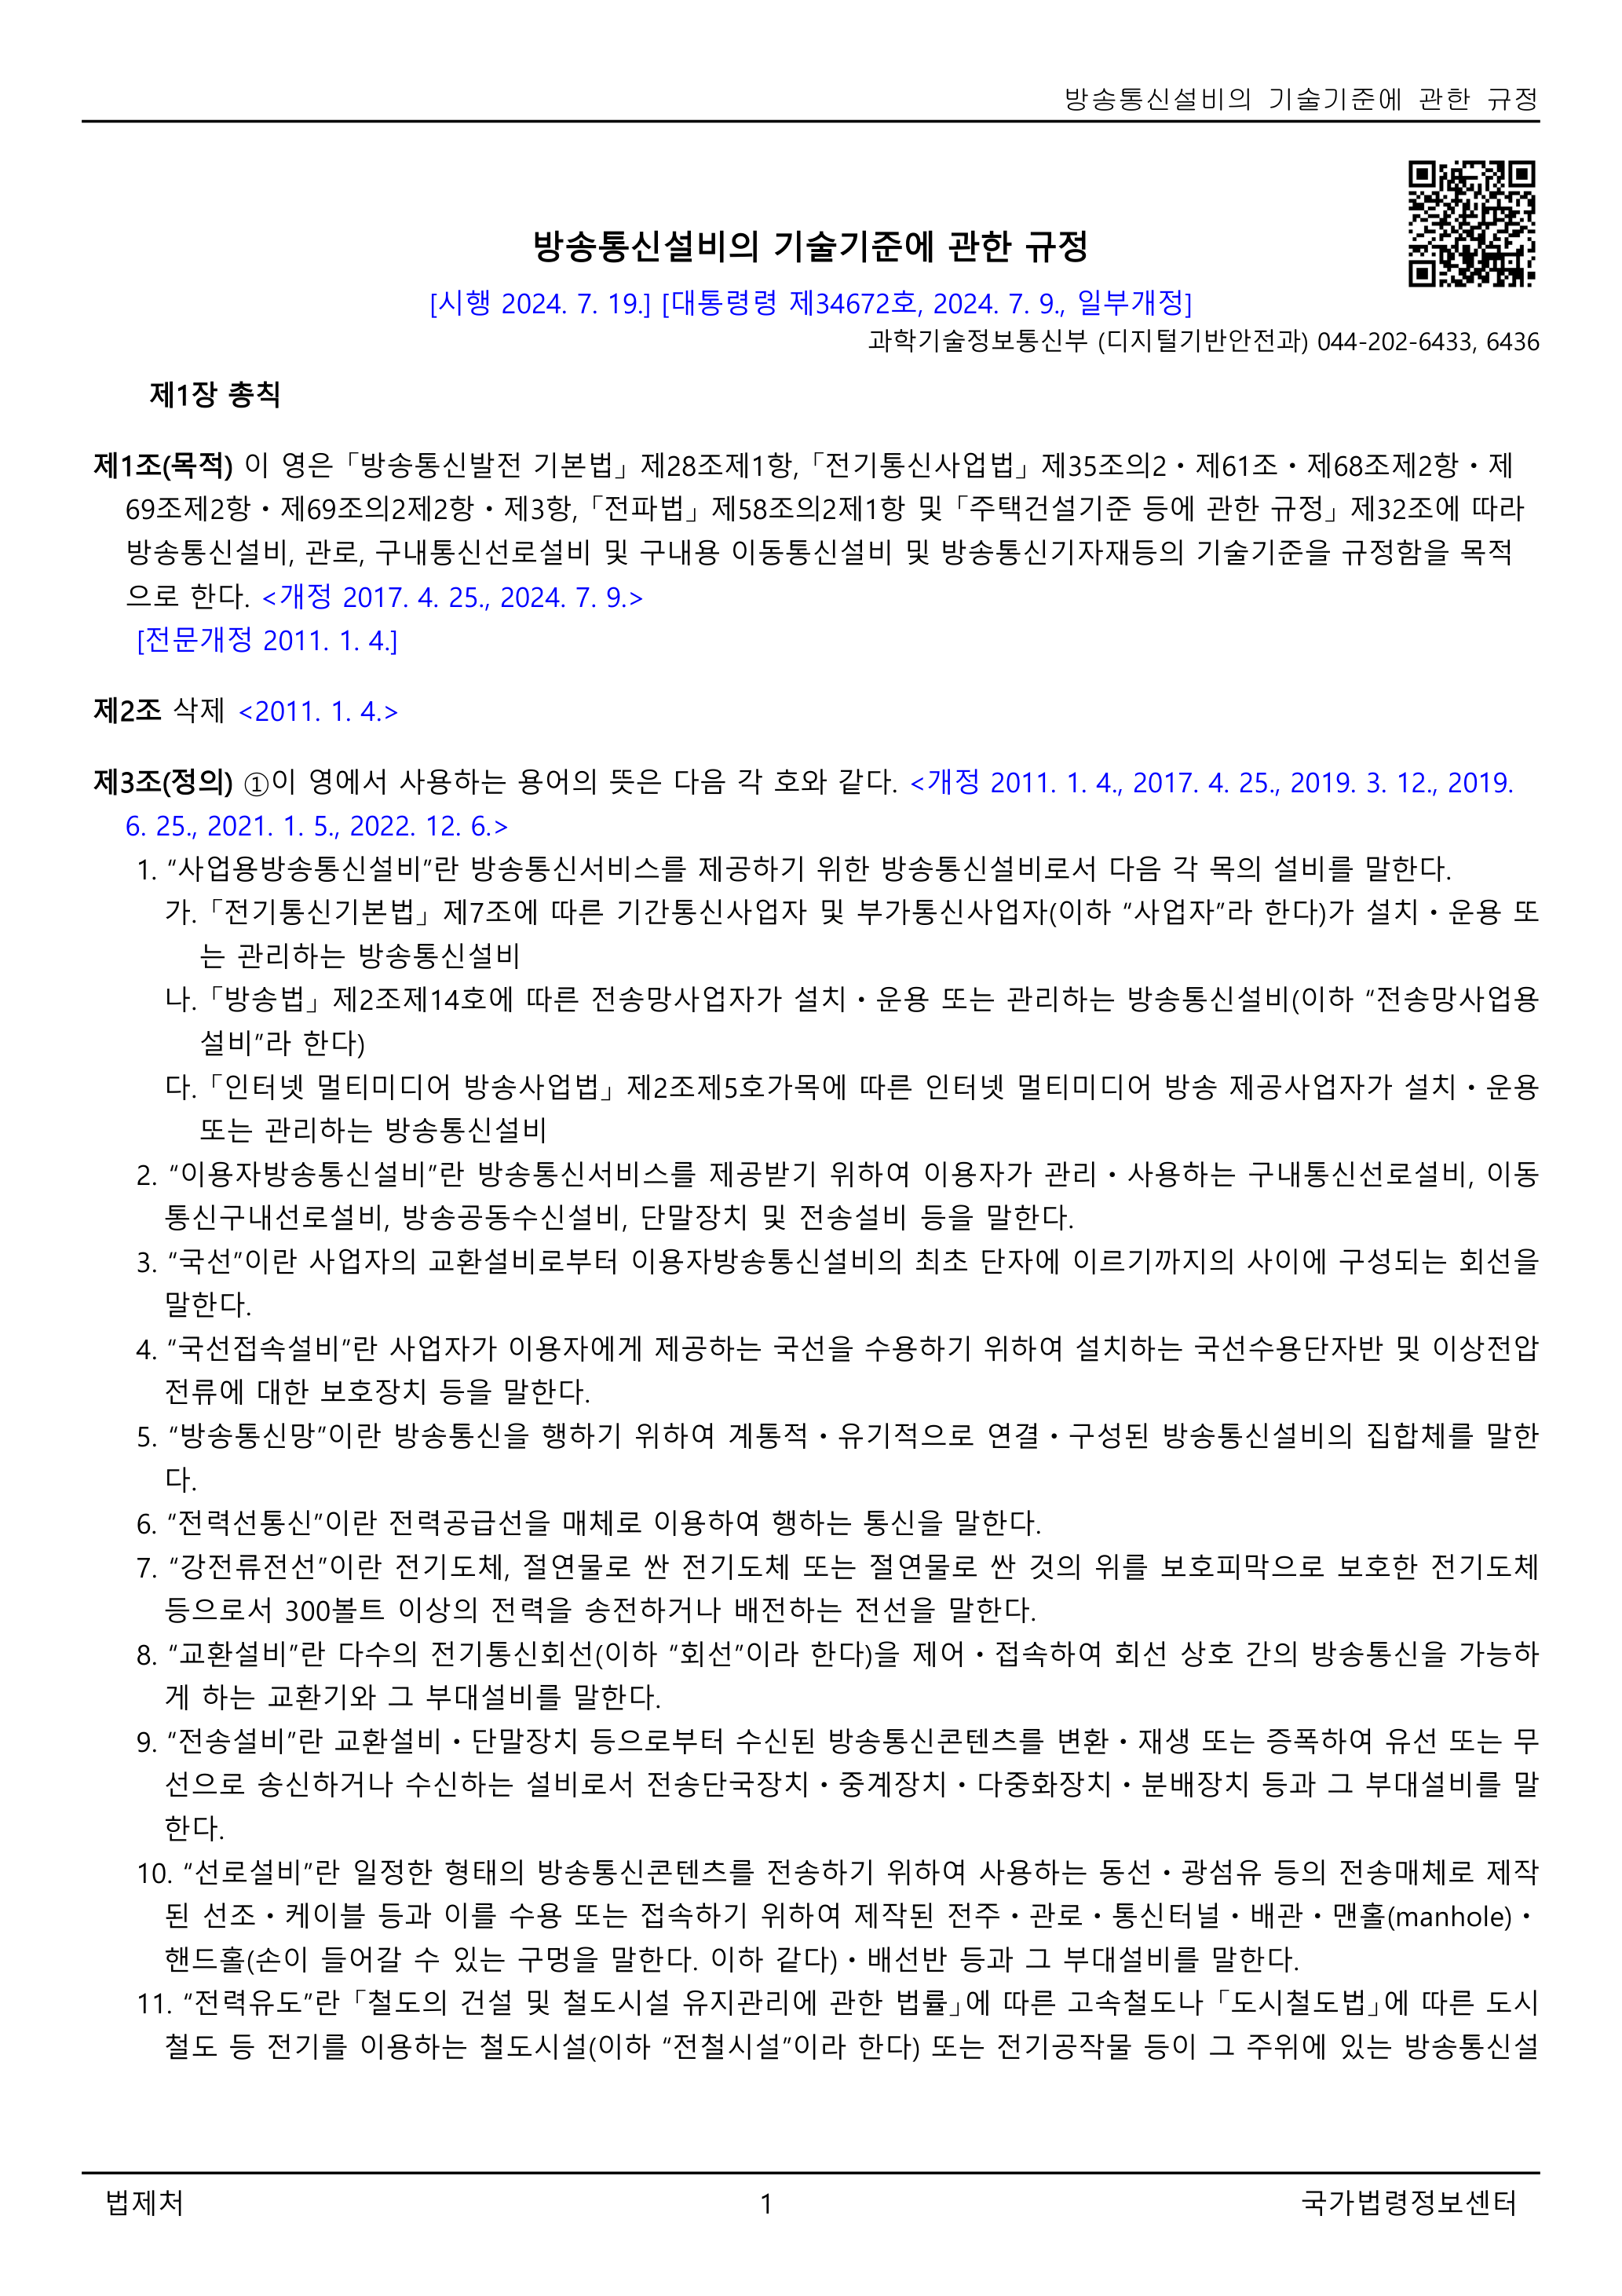 방송통신설비의 기술기준에 관한 규정
방송통신설비의 기술기준에 관한 규정
[시행 2024. 7. 19.] [대통령령 제34672호, 2024. 7. 9., 일부개정]
과학기술정보통신부 (디지털기반안전과) 044-202-6433, 6436
제1장 총칙
제1조(목적) 이 영은 「방송통신발전 기본법」 제28조제1항, 「전기통신사업법」 제35조의2ㆍ제61조ㆍ제68조제2항ㆍ제
69조제2항ㆍ제69조의2제2항ㆍ제3항, 「전파법」 제58조의2제1항 및 「주택건설기준 등에 관한 규정」 제32조에 따라
방송통신설비, 관로, 구내통신선로설비 및 구내용 이동통신설비 및 방송통신기자재등의 기술기준을 규정함을 목적
으로 한다. <개정 2017. 4. 25., 2024. 7. 9.>
[전문개정 2011. 1. 4.]
제2조 삭제 <2011. 1. 4.>
제3조(정의) ①이 영에서 사용하는 용어의 뜻은 다음 각 호와 같다. <개정 2011. 1. 4., 2017. 4. 25., 2019. 3. 12., 2019.
6. 25., 2021. 1. 5., 2022. 12. 6.>
1. “사업용방송통신설비”란 방송통신서비스를 제공하기 위한 방송통신설비로서 다음 각 목의 설비를 말한다.
가. 「전기통신기본법」 제7조에 따른 기간통신사업자 및 부가통신사업자(이하 “사업자”라 한다)가 설치ㆍ운용 또
는 관리하는 방송통신설비
나. 「방송법」 제2조제14호에 따른 전송망사업자가 설치ㆍ운용 또는 관리하는 방송통신설비(이하 “전송망사업용
설비”라 한다)
다. 「인터넷 멀티미디어 방송사업법」 제2조제5호가목에 따른 인터넷 멀티미디어 방송 제공사업자가 설치ㆍ운용
또는 관리하는 방송통신설비
2. “이용자방송통신설비”란 방송통신서비스를 제공받기 위하여 이용자가 관리ㆍ사용하는 구내통신선로설비, 이동
통신구내선로설비, 방송공동수신설비, 단말장치 및 전송설비 등을 말한다.
3. “국선”이란 사업자의 교환설비로부터 이용자방송통신설비의 최초 단자에 이르기까지의 사이에 구성되는 회선을
말한다.
4. “국선접속설비”란 사업자가 이용자에게 제공하는 국선을 수용하기 위하여 설치하는 국선수용단자반 및 이상전압
전류에 대한 보호장치 등을 말한다.
5. “방송통신망”이란 방송통신을 행하기 위하여 계통적ㆍ유기적으로 연결ㆍ구성된 방송통신설비의 집합체를 말한
다.
6. “전력선통신”이란 전력공급선을 매체로 이용하여 행하는 통신을 말한다.
7. “강전류전선”이란 전기도체, 절연물로 싼 전기도체 또는 절연물로 싼 것의 위를 보호피막으로 보호한 전기도체
등으로서 300볼트 이상의 전력을 송전하거나 배전하는 전선을 말한다.
8. “교환설비”란 다수의 전기통신회선(이하 “회선”이라 한다)을 제어ㆍ접속하여 회선 상호 간의 방송통신을 가능하
게 하는 교환기와 그 부대설비를 말한다.
9. “전송설비”란 교환설비ㆍ단말장치 등으로부터 수신된 방송통신콘텐츠를 변환ㆍ재생 또는 증폭하여 유선 또는 무
선으로 송신하거나 수신하는 설비로서 전송단국장치ㆍ중계장치ㆍ다중화장치ㆍ분배장치 등과 그 부대설비를 말
한다.
10. “선로설비”란 일정한 형태의 방송통신콘텐츠를 전송하기 위하여 사용하는 동선ㆍ광섬유 등의 전송매체로 제작
된 선조ㆍ케이블 등과 이를 수용 또는 접속하기 위하여 제작된 전주ㆍ관로ㆍ통신터널ㆍ배관ㆍ맨홀(manhole)ㆍ
핸드홀(손이 들어갈 수 있는 구멍을 말한다. 이하 같다)ㆍ배선반 등과 그 부대설비를 말한다.
11. “전력유도”란 「철도의 건설 및 철도시설 유지관리에 관한 법률」에 따른 고속철도나 「도시철도법」에 따른 도시
철도 등 전기를 이용하는 철도시설(이하 “전철시설”이라 한다) 또는 전기공작물 등이 그 주위에 있는 방송통신설
법제처 1 국가법령정보센터